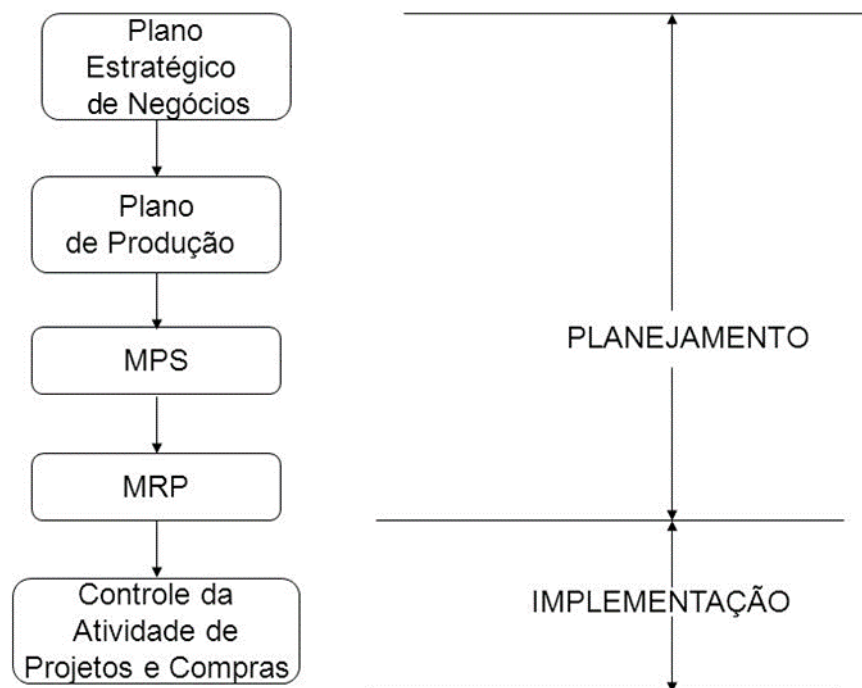 Plano
Estratégico
de Negócios
Plano
de Produção
MPS
MRP
Controle da
Atividade de
Projetos e Compras
PLANEJAMENTO
IMPLEMENTAÇÃO